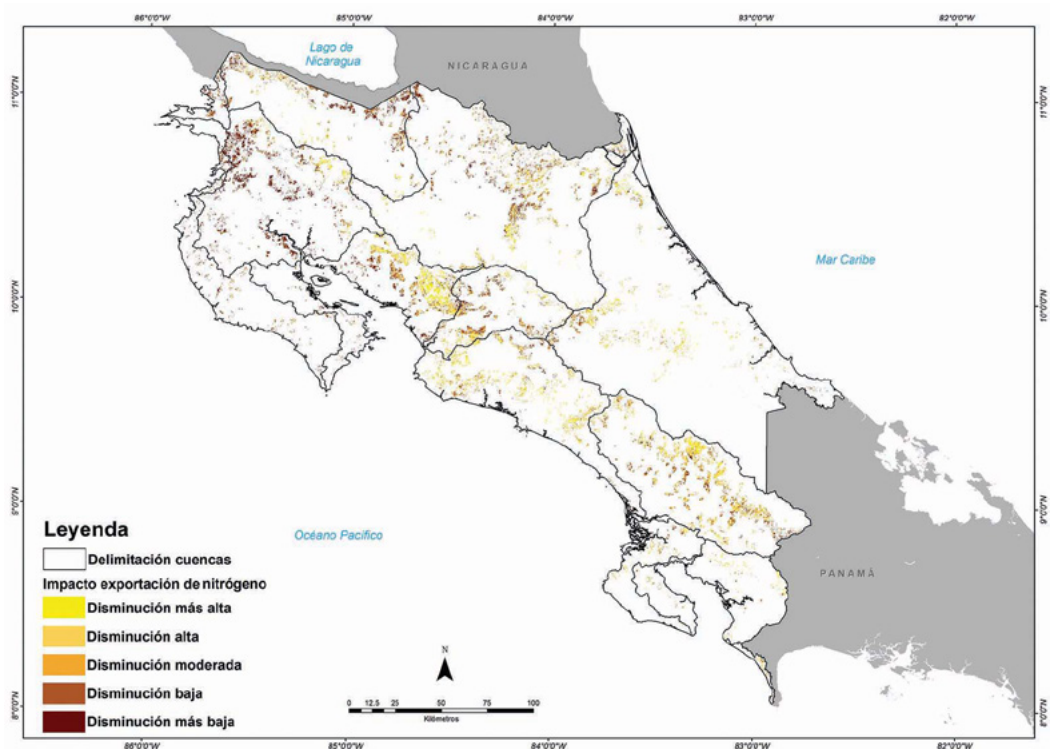 86°0'0"W 85°0'0"W 84°0'0"W 83°0'0"W 82°0'0"W
Lago de
Nicaragua
NICARAGUA
11°0'0"N 11°0'0"N
Mar Caribe
10°0'0"N 10°0'0"N
9°0'0"N 9°0'0"N
Océano Pacífico
PANAMÁ
Leyenda
Delimitación cuencas
Impacto exportación de nitrógeno
Disminución más alta
Disminución alta
Disminución moderada
Disminución baja
Disminución más baja
N
0 12.5 25 50 75 100
Kilómetros
8°0'0"N 8°0'0"N
86°0'0"W 85°0'0"W 84°0'0"W 83°0'0"W 82°0'0"W